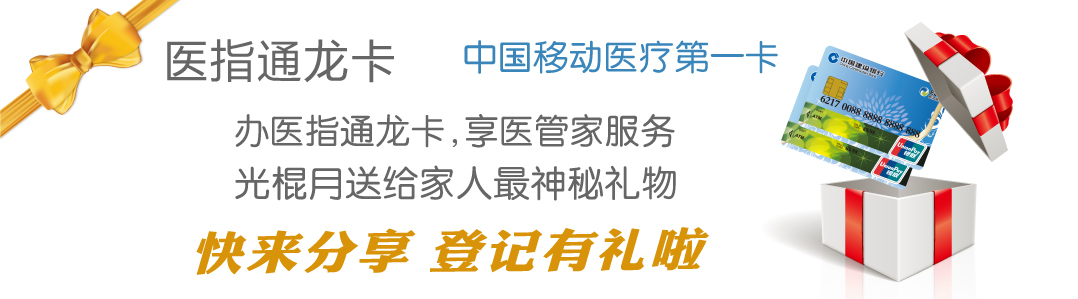 医指通龙卡
中国移动医疗第一卡
办医指通龙卡,享医管家服务
光棍月送给家人最神秘礼物
快来分享 登记有礼啦
中国建设银行
6217 0088 8888 8888 888
UnionPay
银联
UnionPay
银联